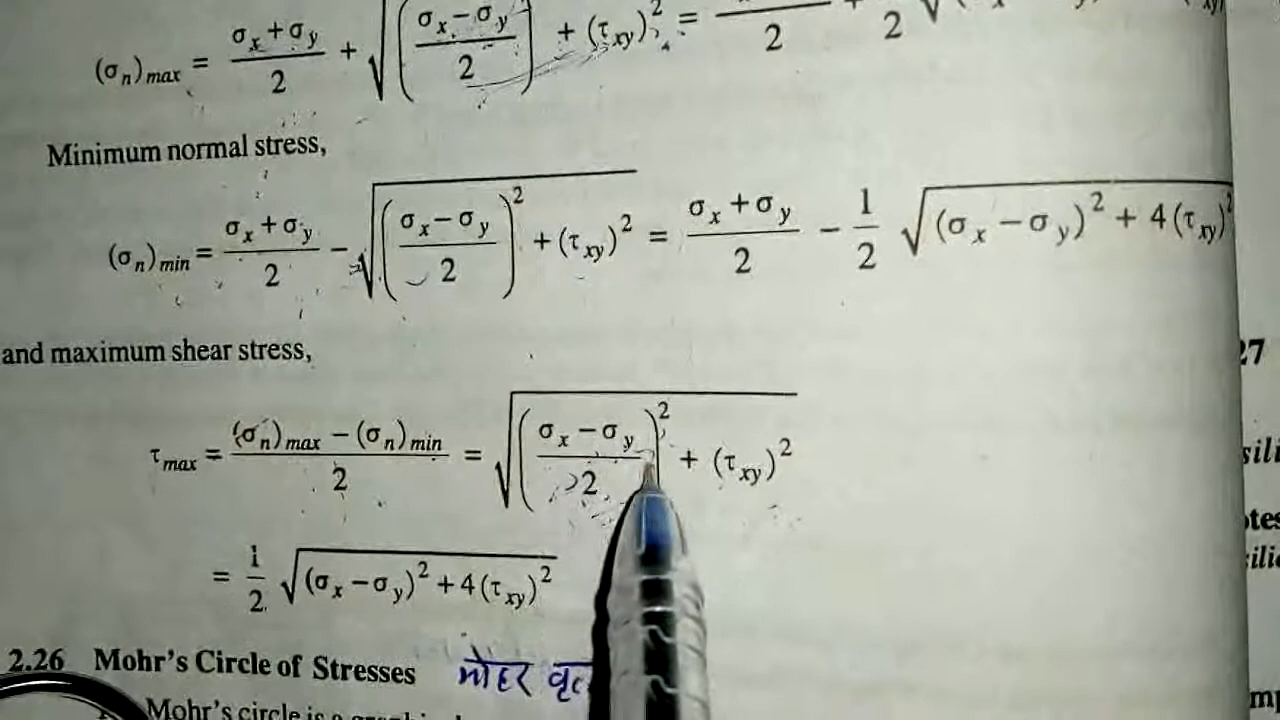 (σₙ)max = (σx + σy)/2 + √(((σx − σy)/2) + (τxy)² =
Minimum normal stress,
(σₙ)min = (σx + σy)/2 − √(((σx − σy)/2)² + (τxy)²) = (σx + σy)/2 − 1/2 √((σx − σy)² + 4(τxy)²)
and maximum shear stress,
τmax = ((σₙ)max − (σₙ)min)/2 = √(((σx − σy)/2)² + (τxy)²)
= 1/2 √((σx − σy)² + 4(τxy)²)
2.26 Mohr's Circle of Stresses मोहर
Mohr's circle is a
27